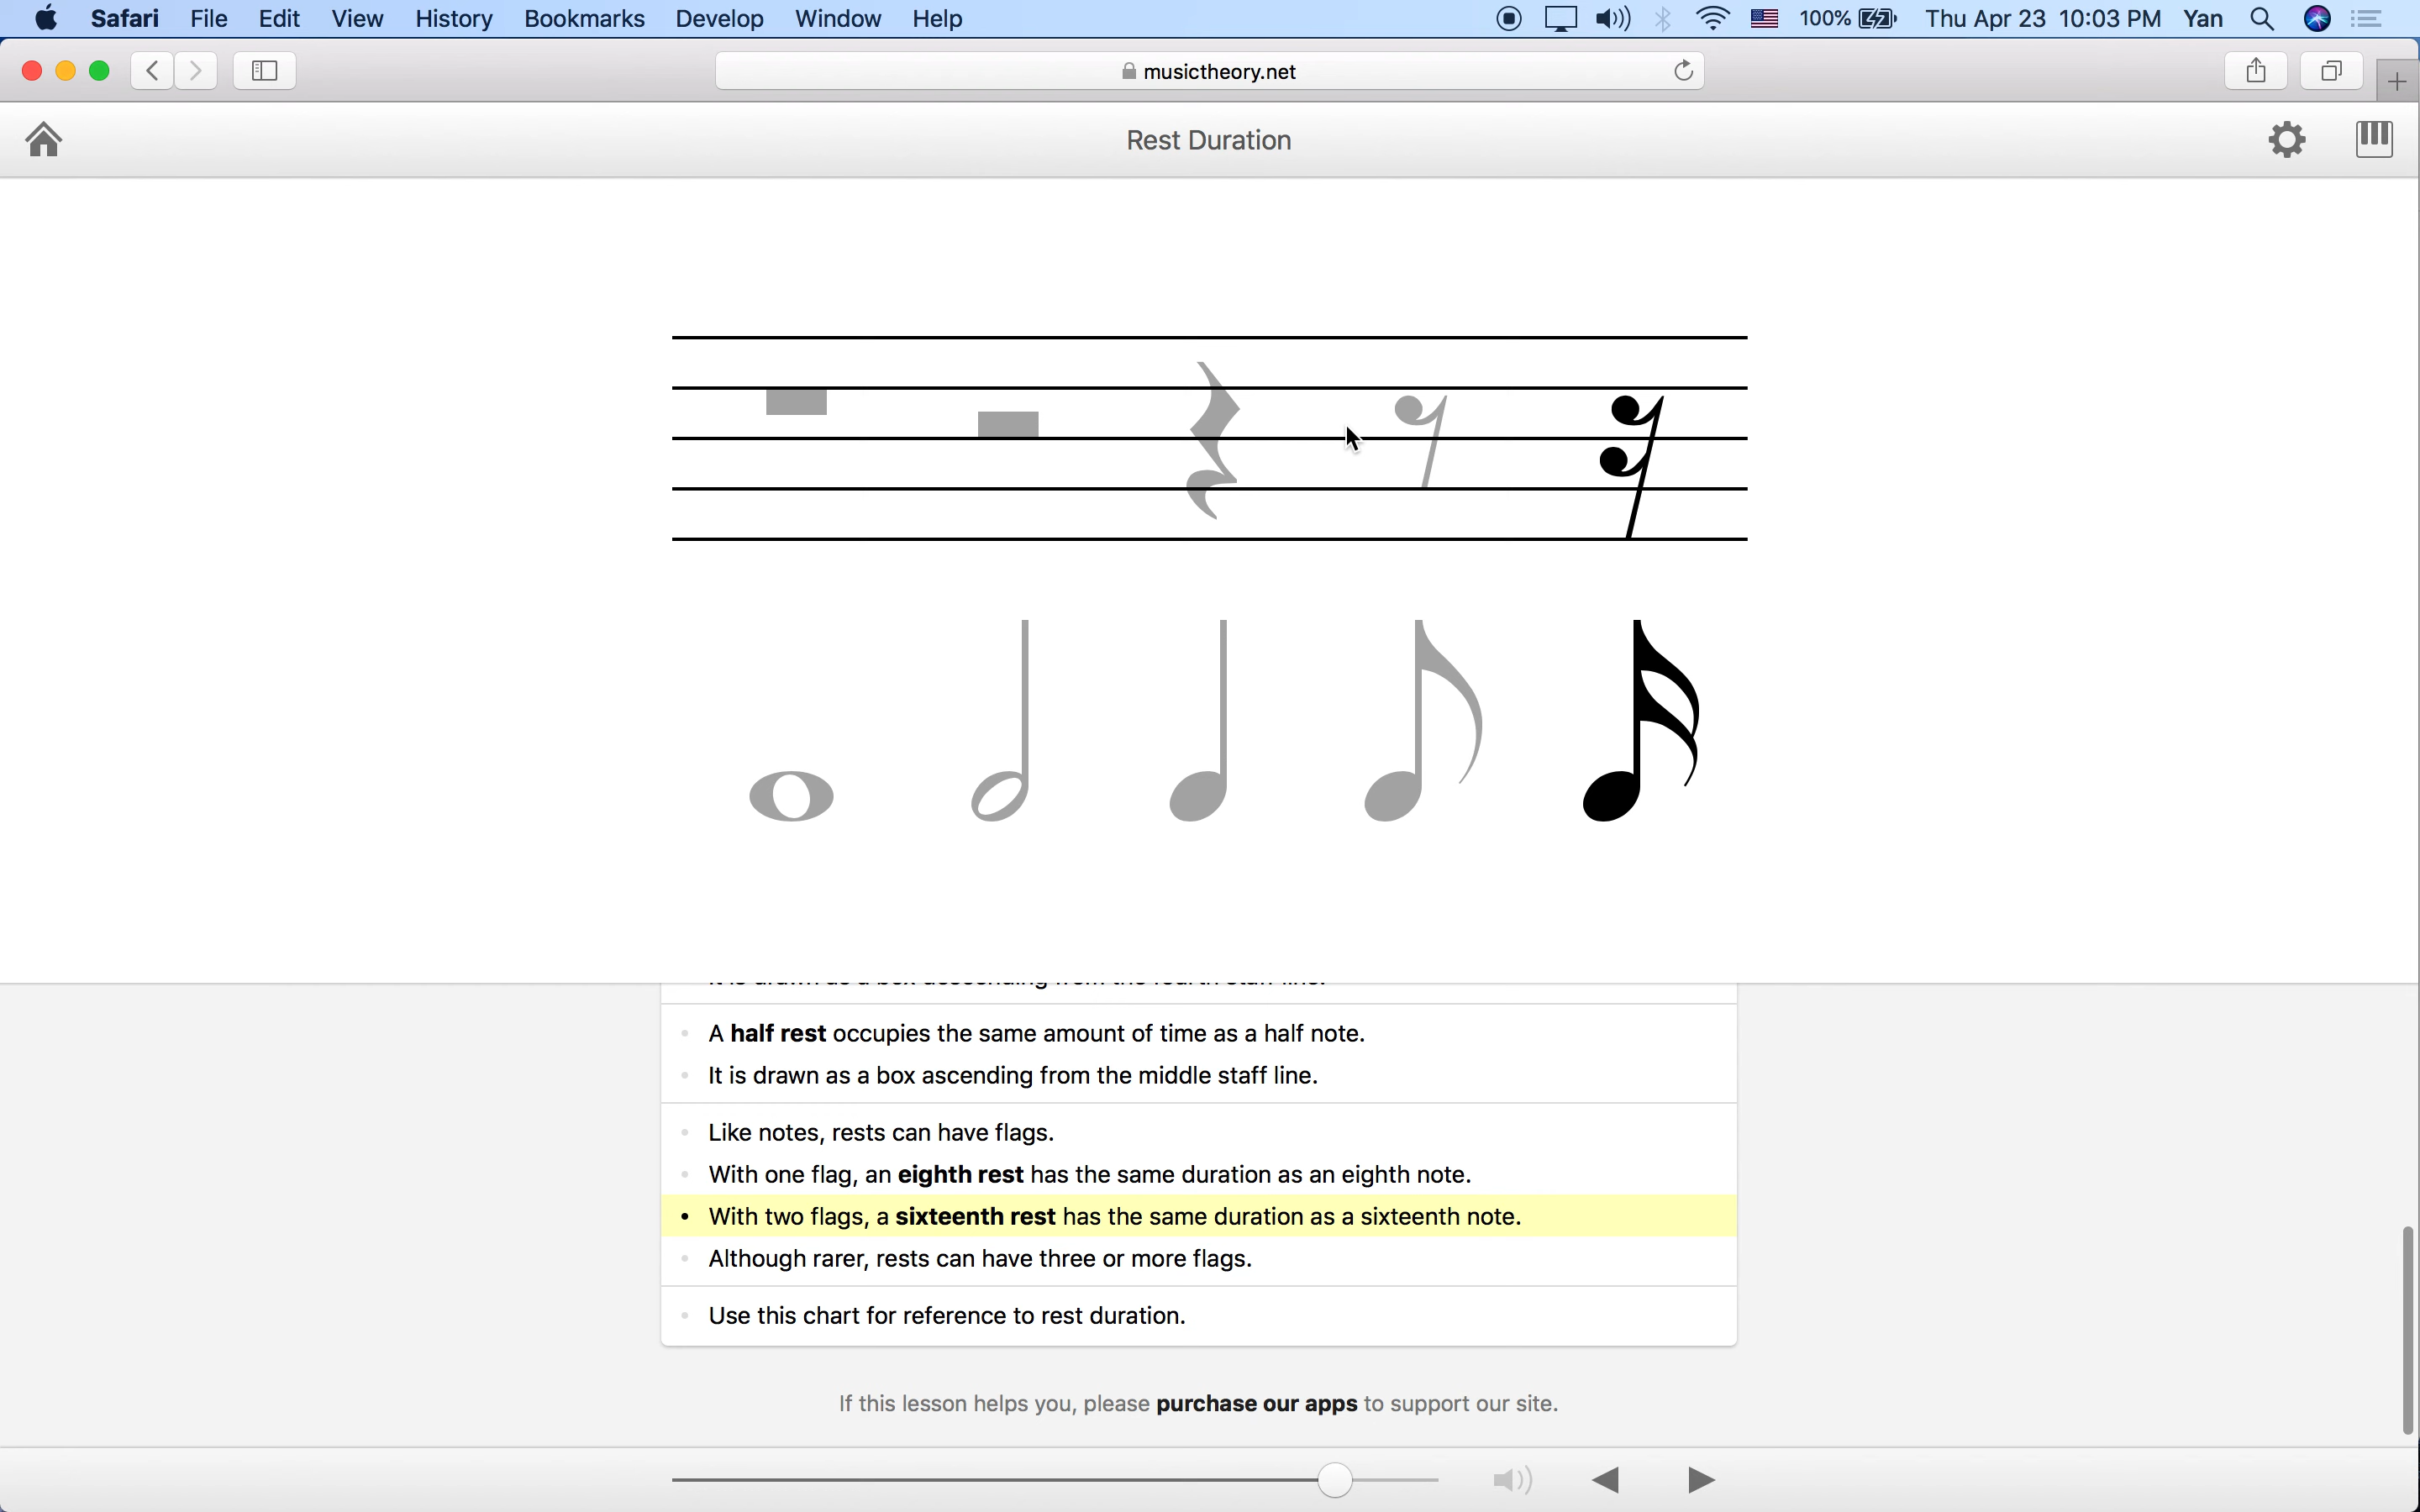 Safari File Edit View History Bookmarks Develop Window Help 100% Thu Apr 23 10:03 PM Yan
musictheory.net
Rest Duration
A half rest occupies the same amount of time as a half note.
It is drawn as a box ascending from the middle staff line.
Like notes, rests can have flags.
With one flag, an eighth rest has the same duration as an eighth note.
With two flags, a sixteenth rest has the same duration as a sixteenth note.
Although rarer, rests can have three or more flags.
Use this chart for reference to rest duration.
If this lesson helps you, please purchase our apps to support our site.